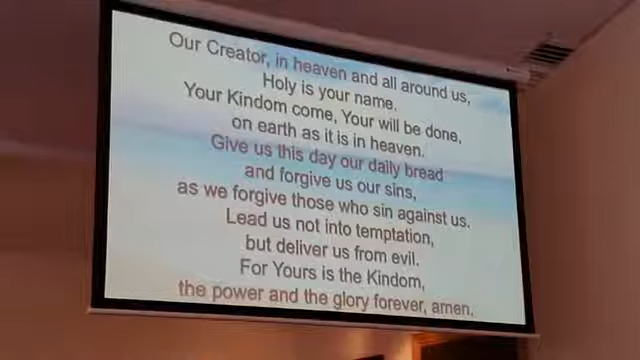 Our Creator, in heaven and all around us,
Holy is your name.
Your Kindom come, Your will be done,
on earth as it is in heaven.
Give us this day our daily bread
and forgive us our sins,
as we forgive those who sin against us.
Lead us not into temptation,
but deliver us from evil.
For Yours is the Kindom,
the power and the glory forever, amen.